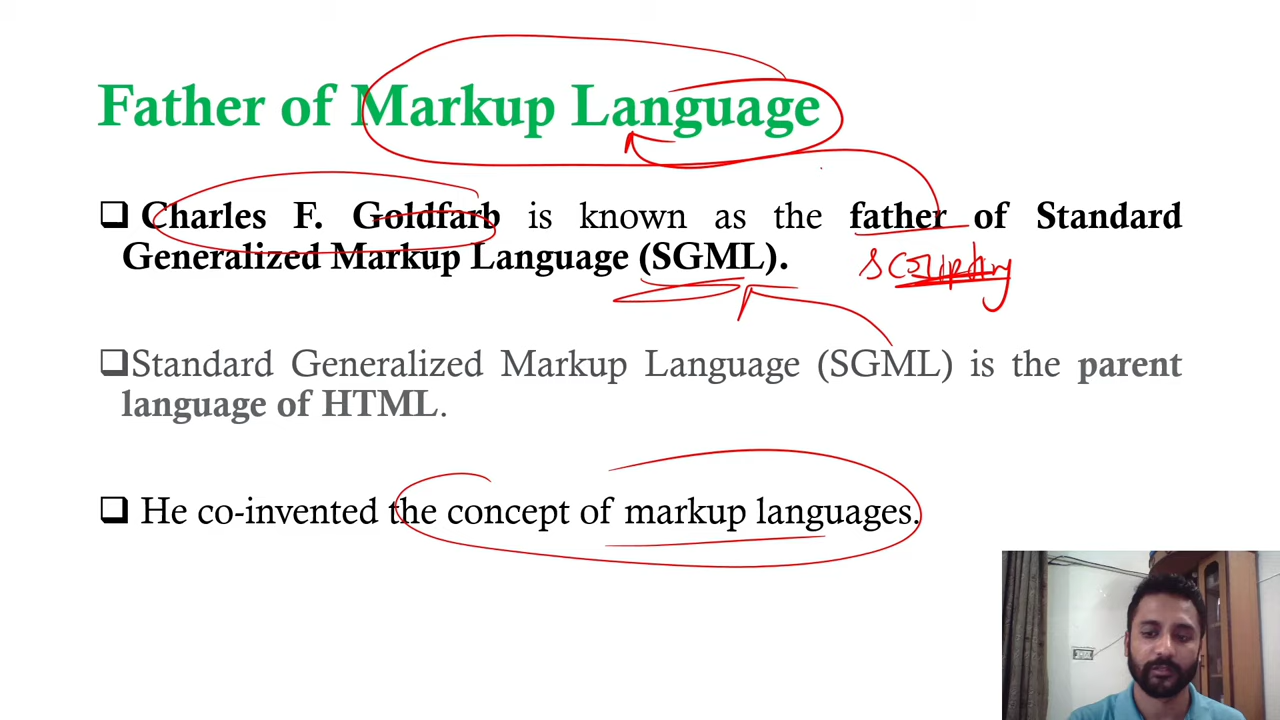 Father of Markup Language
❑ Charles F. Goldfarb is known as the father of Standard
Generalized Markup Language (SGML).
scripting
❑Standard Generalized Markup Language (SGML) is the parent
language of HTML.
❑ He co-invented the concept of markup languages.